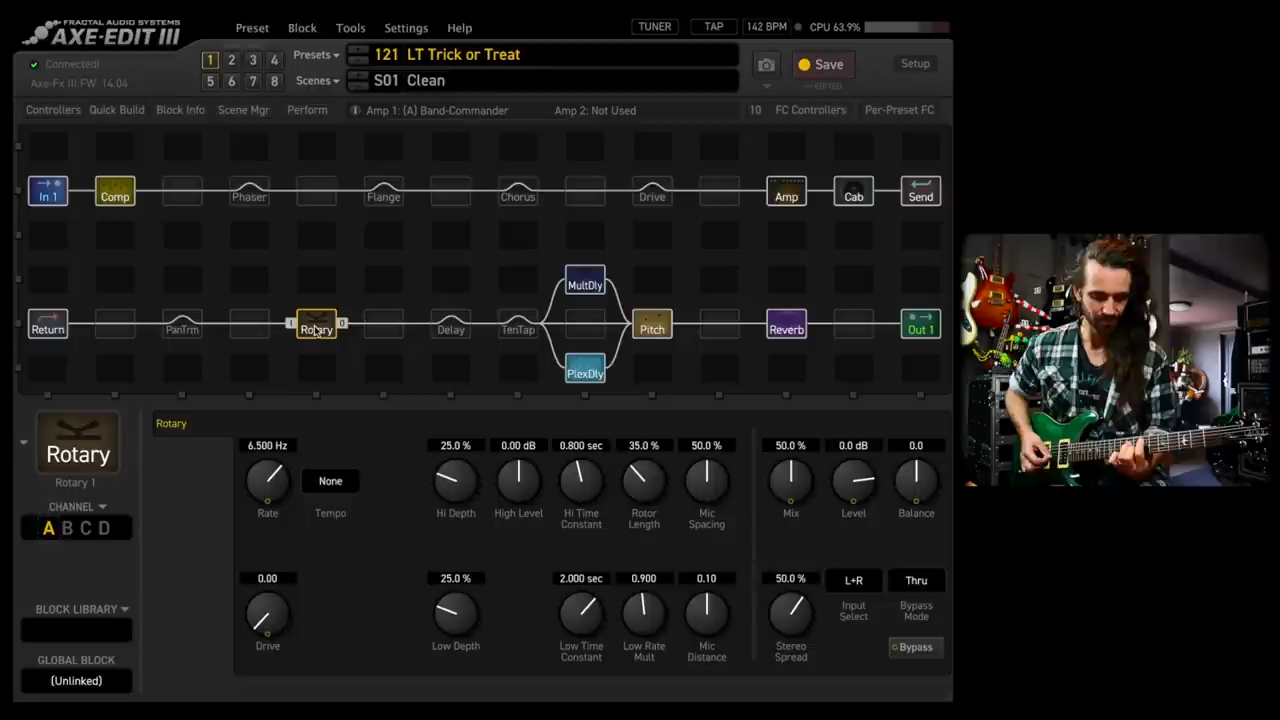 FRACTAL AUDIO SYSTEMS
AXE-EDIT III
Preset Block Tools Settings Help
TUNER TAP 142 BPM CPU 63.9%
Connected!
Axe-Fx III FW 14.04
1 2 3 4
5 6 7 8
Presets 121 LT Trick or Treat
Scenes S01 Clean
Save
EDITED
Setup
Controllers Quick Build Block Info Scene Mgr Perform Amp 1: (A) Band-Commander Amp 2: Not Used 10 FC Controllers Per-Preset FC
In 1 Comp Phaser Flange Chorus Drive Amp Cab Send
MultDly
Return PanTrm I Rotary O Delay TenTap Pitch Reverb Out 1
PlexDly
Rotary
Rotary 1
CHANNEL
A B C D
BLOCK LIBRARY
GLOBAL BLOCK
(Unlinked)
Rotary
6.500 Hz 25.0 % 0.00 dB 0.800 sec 35.0 % 50.0 % 50.0 % 0.0 dB 0.0
None
Rate Tempo Hi Depth High Level Hi Time Constant Rotor Length Mic Spacing Mix Level Balance
0.00 25.0 % 2.000 sec 0.900 0.10 50.0 % L+R Thru
Drive Low Depth Low Time Constant Low Rate Mult Mic Distance Stereo Spread Input Select Bypass Mode
Bypass